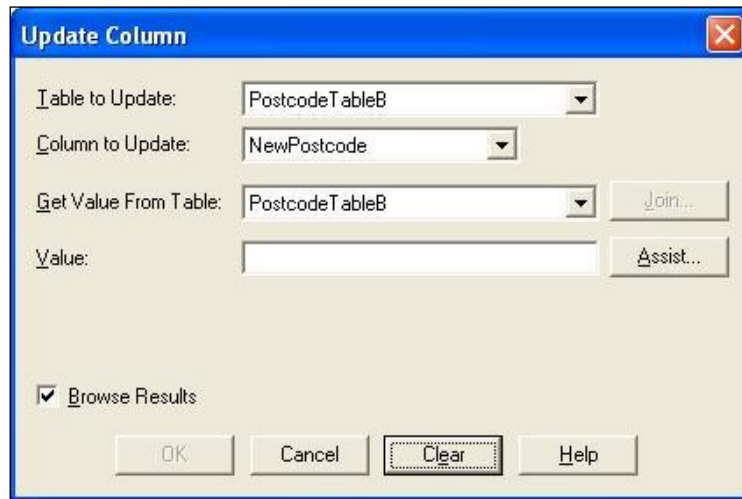 Update Column
Table to Update: PostcodeTableB
Column to Update: NewPostcode
Get Value From Table: PostcodeTableB Join...
Value: Assist...
Browse Results
OK Cancel Clear Help